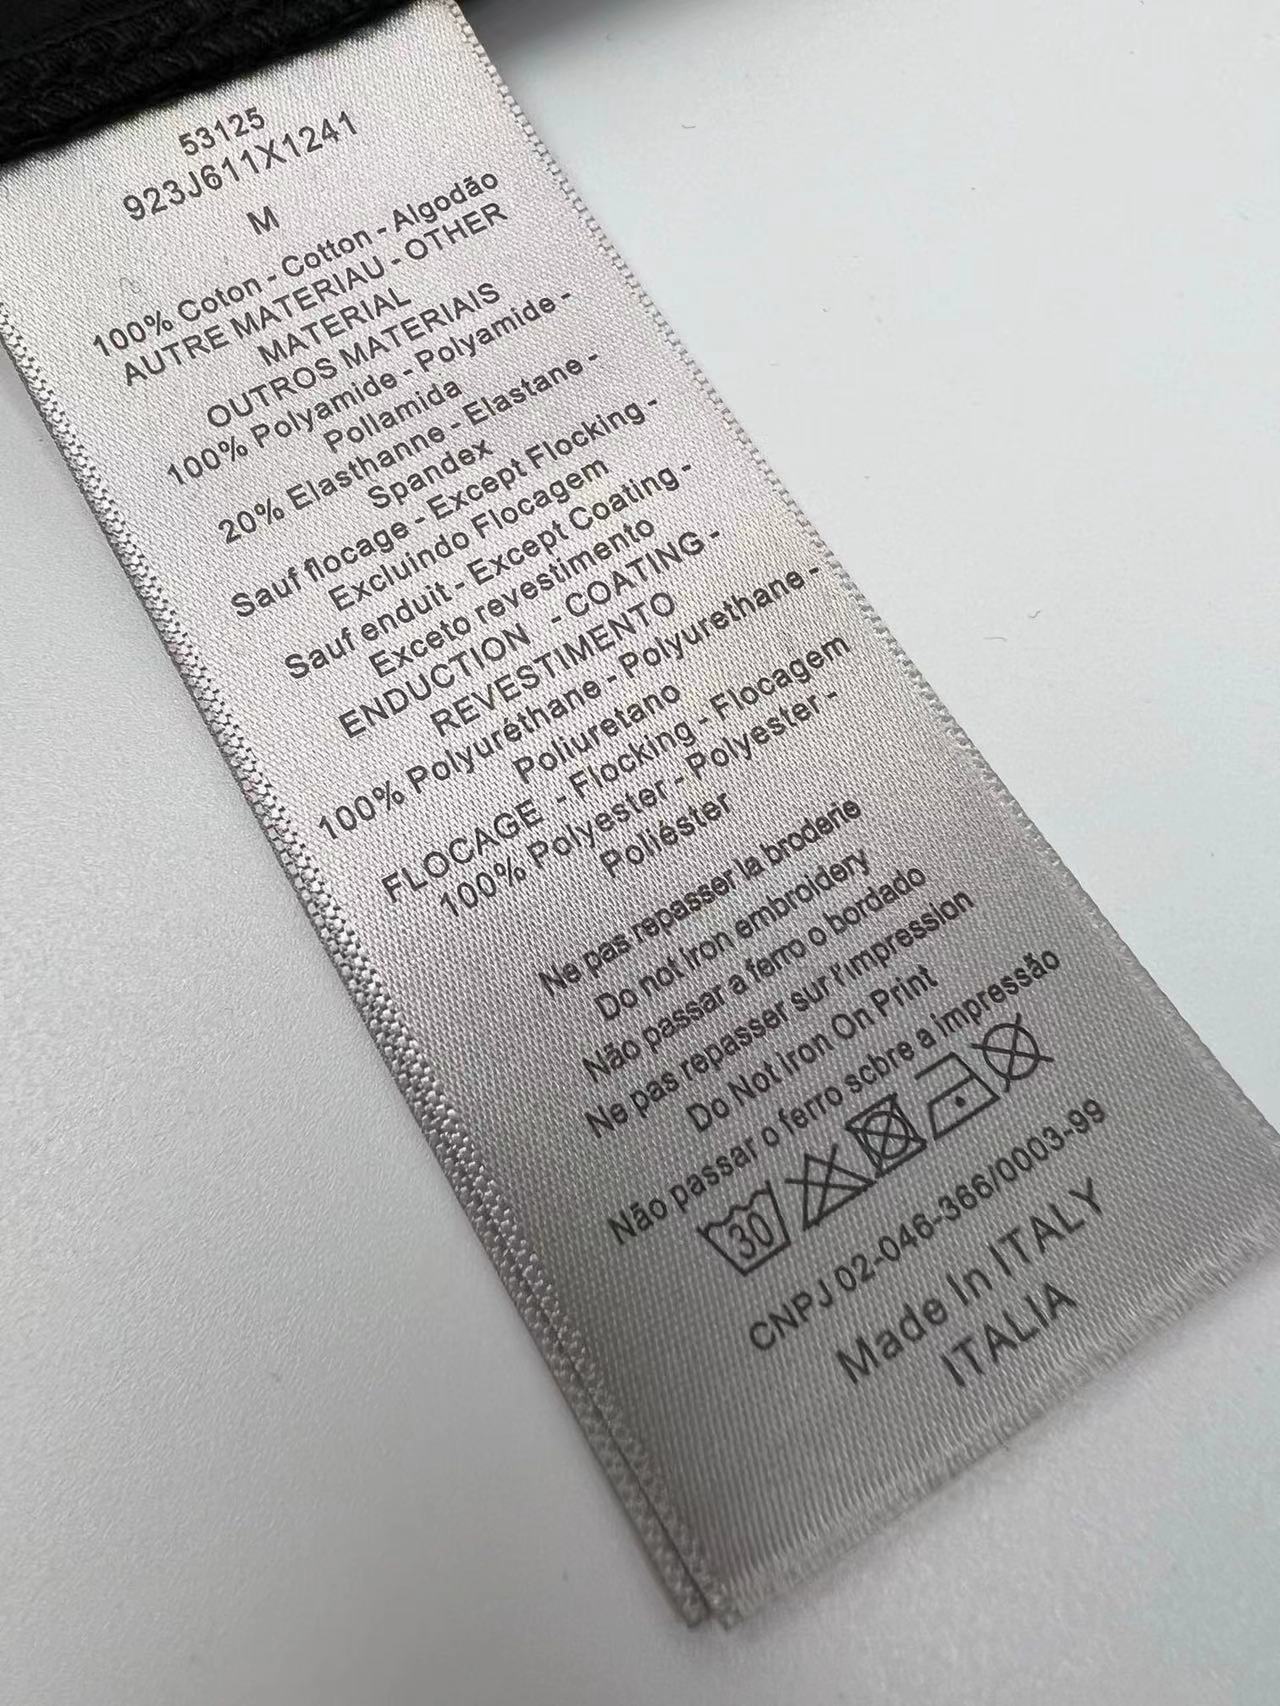 53125
923J611X1241
M
100% Coton - Cotton - Algodão
AUTRE MATERIAU - OTHER
MATERIAL
OUTROS MATERIAIS
100% Polyamide - Polyamide -
Pollamida
20% Elasthanne - Elastane -
Spandex
Sauf flocage - Except Flocking -
Excluindo Flocagem
Sauf enduit - Except Coating -
Exceto revestimento
ENDUCTION - COATING -
REVESTIMENTO
100% Polyuréthane - Polyurethane -
Poliuretano
FLOCAGE - Flocking - Flocagem
100% Polyester - Polyester -
Poliéster
Ne pas repasser la broderie
Do not iron embroidery
Não passar a ferro o bordado
Ne pas repasser sur l'impression
Do Not Iron On Print
Não passar o ferro scbre a impressão
30
CNPJ 02-046-366/0003-99
Made In ITALY
ITALIA